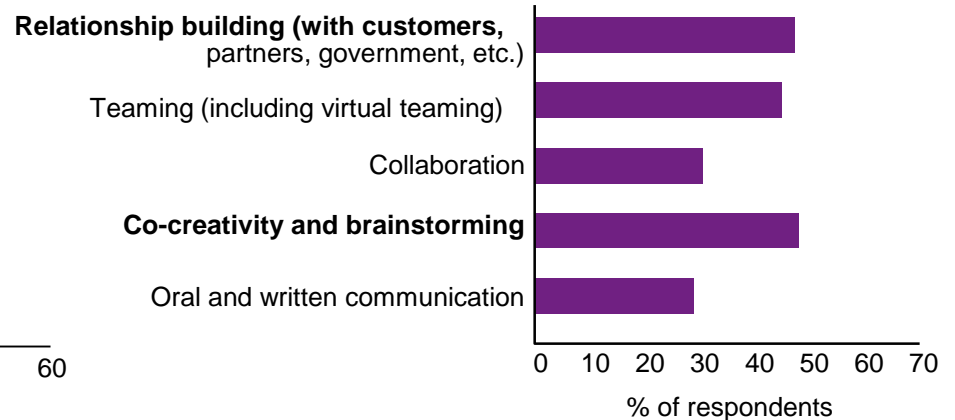 Relationship building (with customers,
partners, government, etc.)
Teaming (including virtual teaming)
Collaboration
Co-creativity and brainstorming
Oral and written communication
60
0 10 20 30 40 50 60 70
% of respondents